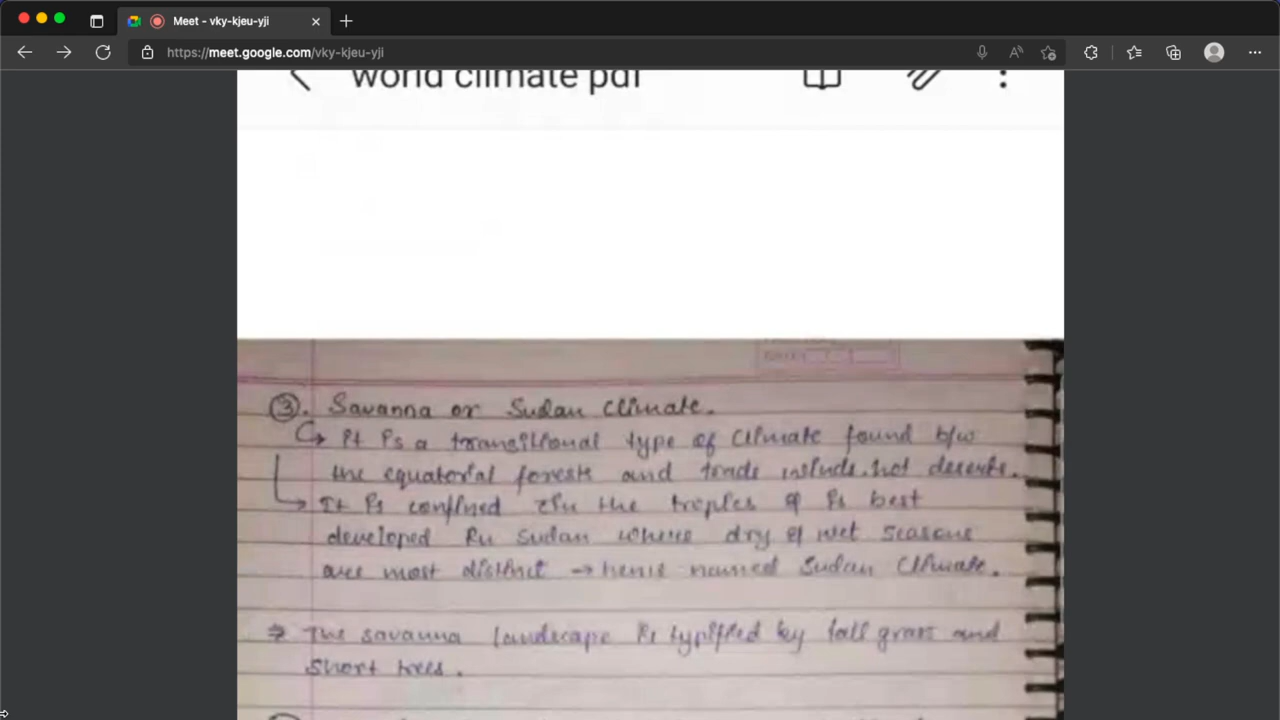 Meet - vky-kjeu-yji
https://meet.google.com/vky-kjeu-yji
world climate pdf
③. Savanna or Sudan Climate.
It is a transitional type of Climate found b/w
the equatorial forests and trade include hot deserts.
It is confined the tropics & is best
developed in Sudan where dry & wet seasons
are most distinct → hence named Sudan Climate.
⇒ The savanna landscape is typified by tall grass and
short trees.